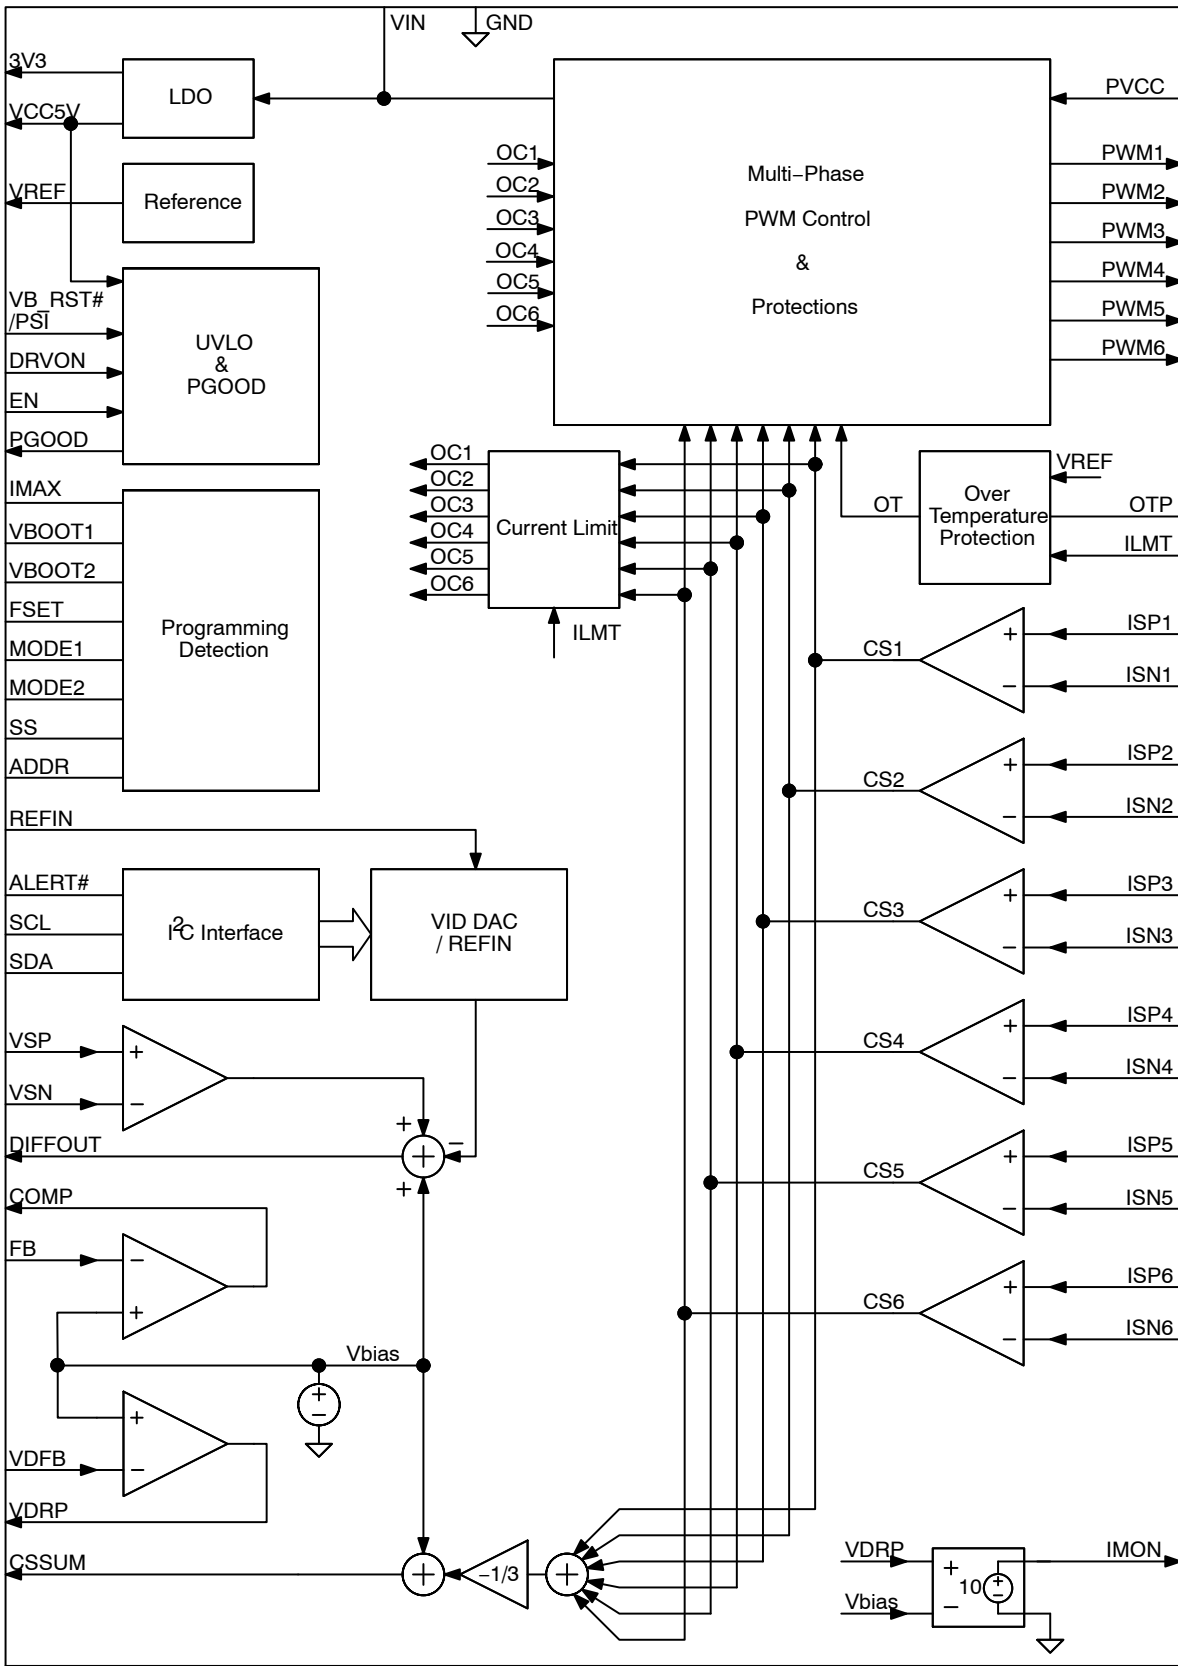 VIN
GND
3V3
LDO
VCC5V
PVCC
OC1
OC2
OC3
OC4
OC5
OC6
Multi–Phase
PWM Control
&
Protections
PWM1
PWM2
PWM3
PWM4
PWM5
PWM6
VREF
Reference
VB_RST#
/PSI
DRVON
EN
PGOOD
UVLO
&
PGOOD
IMAX
VBOOT1
VBOOT2
FSET
MODE1
MODE2
SS
ADDR
Programming
Detection
OC1
OC2
OC3
OC4
OC5
OC6
Current Limit
ILMT
OT
Over
Temperature
Protection
VREF
OTP
ILMT
CS1
+
−
ISP1
ISN1
CS2
+
−
ISP2
ISN2
CS3
+
−
ISP3
ISN3
CS4
+
−
ISP4
ISN4
CS5
+
−
ISP5
ISN5
CS6
+
−
ISP6
ISN6
REFIN
ALERT#
SCL
SDA
I2C Interface
VID DAC
/ REFIN
VSP
+
VSN
−
DIFFOUT
+
−
+
+
COMP
FB
−
+
Vbias
+
−
+
VDFB
−
VDRP
CSSUM
+
−1/3
+
VDRP
Vbias
+
−
10
+
−
IMON